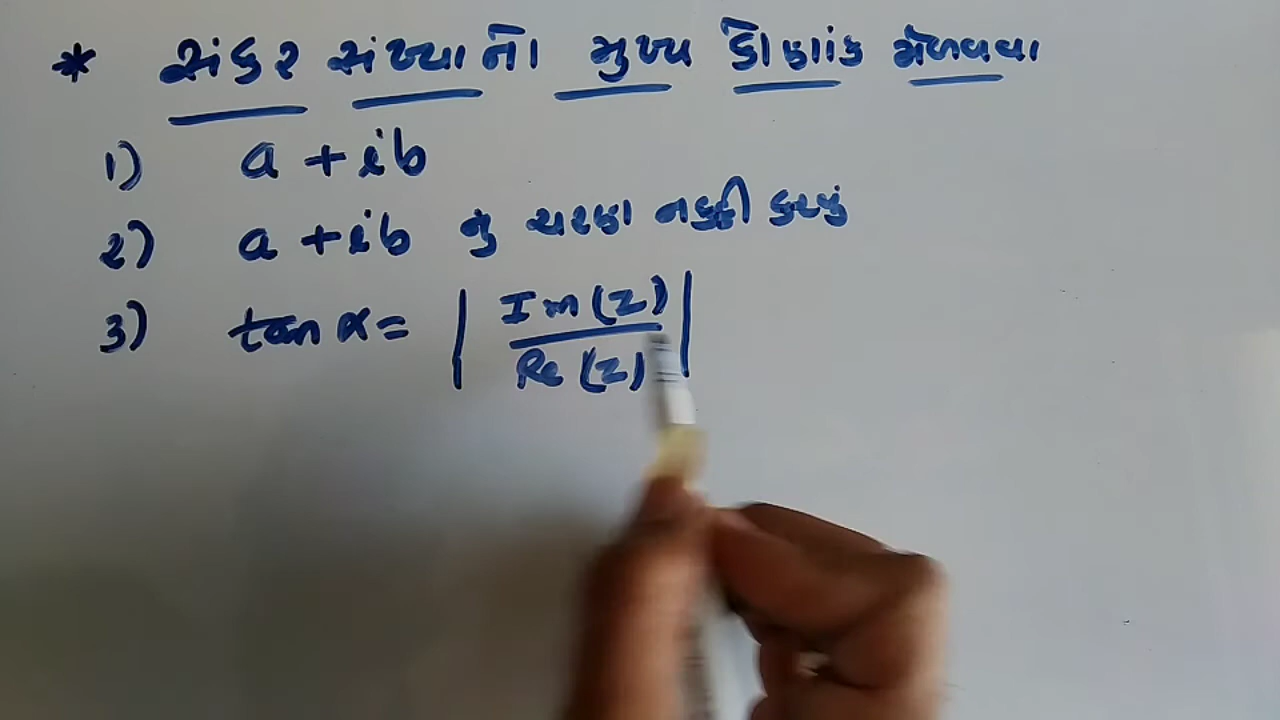 * સંકર સંખ્યાનો મુખ્ય કોણાંક મેળવવા
1) a + ib
2) a + ib નું ચરણ નક્કી કરવું
3) tan α = | Im(z) / Re(z) |